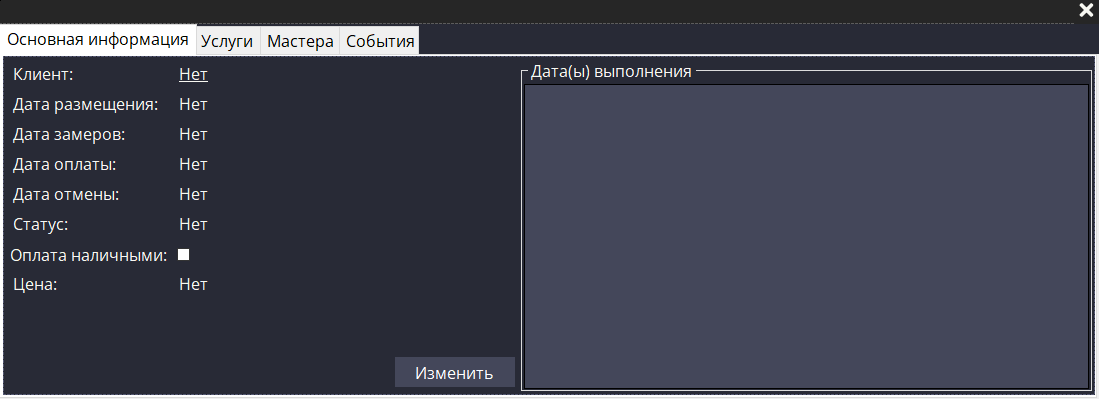 Основная информация Услуги Мастера События
Клиент: Нет
Дата размещения: Нет
Дата замеров: Нет
Дата оплаты: Нет
Дата отмены: Нет
Статус: Нет
Оплата наличными:
Цена: Нет
Изменить
Дата(ы) выполнения